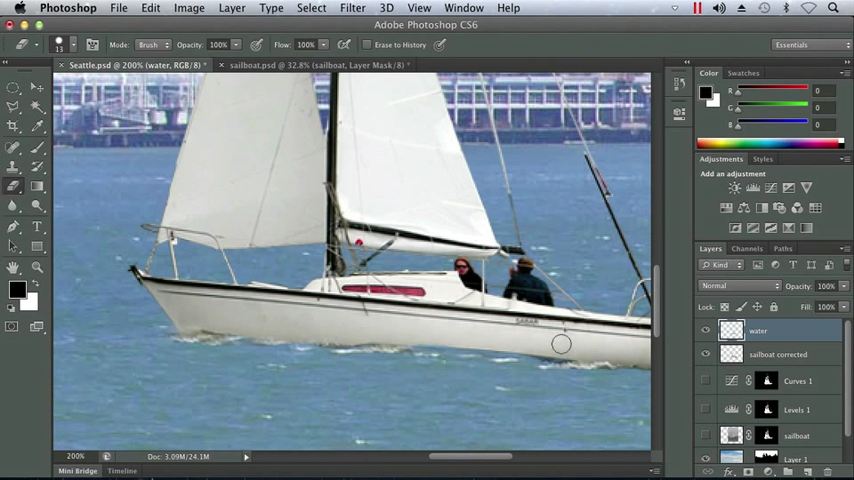 Photoshop File Edit Image Layer Type Select Filter 3D View Window Help
Adobe Photoshop CS6
13 Mode: Brush Opacity: 100% Flow: 100% Erase to History Essentials
Seattle.psd @ 200% (water, RGB/8) * sailboat.psd @ 32.8% (sailboat, Layer Mask/8) *
Color Swatches
R 0
G 0
B 0
Adjustments Styles
Add an adjustment
Layers Channels Paths
Kind
Normal Opacity: 100%
Lock: Fill: 100%
water
sailboat corrected
Curves 1
Levels 1
sailboat
Layer 1
200% Doc: 3.09M/24.1M
Mini Bridge Timeline